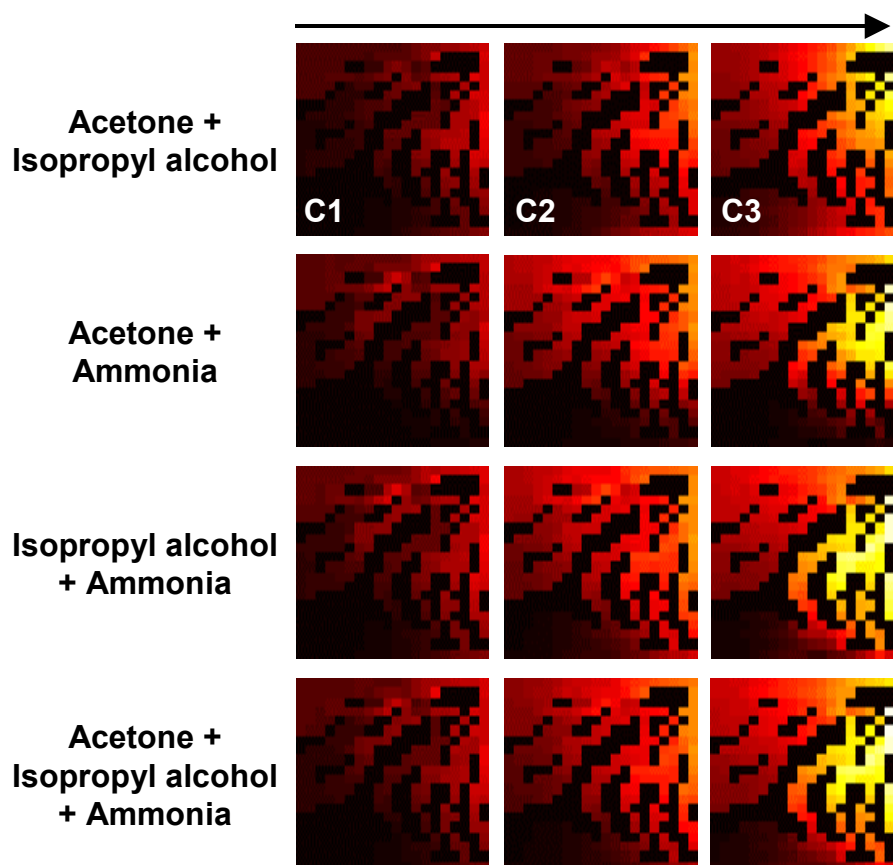 Acetone +
Isopropyl alcohol
C1
C2
C3
Acetone +
Ammonia
Isopropyl alcohol
+ Ammonia
Acetone +
Isopropyl alcohol
+ Ammonia